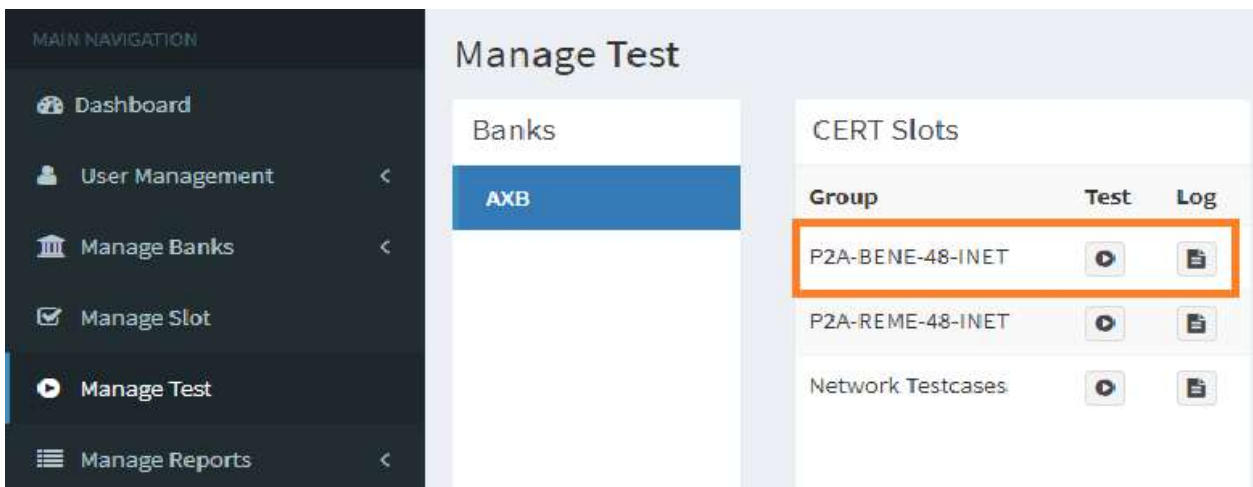 MAIN NAVIGATION
Dashboard
User Management
Manage Banks
Manage Slot
Manage Test
Manage Reports
Manage Test
Banks
AXB
CERT Slots
Group Test Log
P2A-BENE-48-INET
P2A-REME-48-INET
Network Testcases